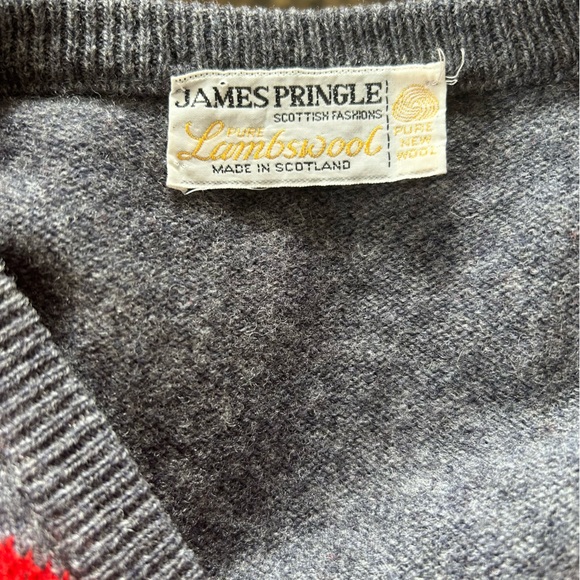 JAMES PRINGLE
SCOTTISH FASHIONS
PURE
Lambswool
MADE IN SCOTLAND
PURE
NEW
WOOL